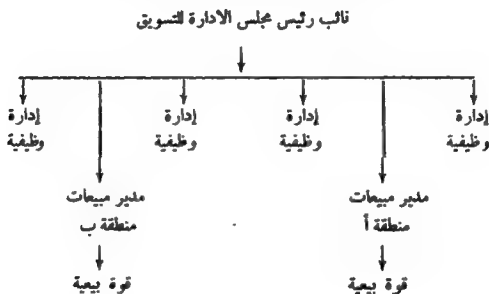 نائب رئيس مجلس الادارة للتسويق
إدارة وظيفية
إدارة وظيفية
إدارة وظيفية
إدارة وظيفية
مدير مبيعات منطقة أ
مدير مبيعات منطقة ب
قوة بيعية
قوة بيعية